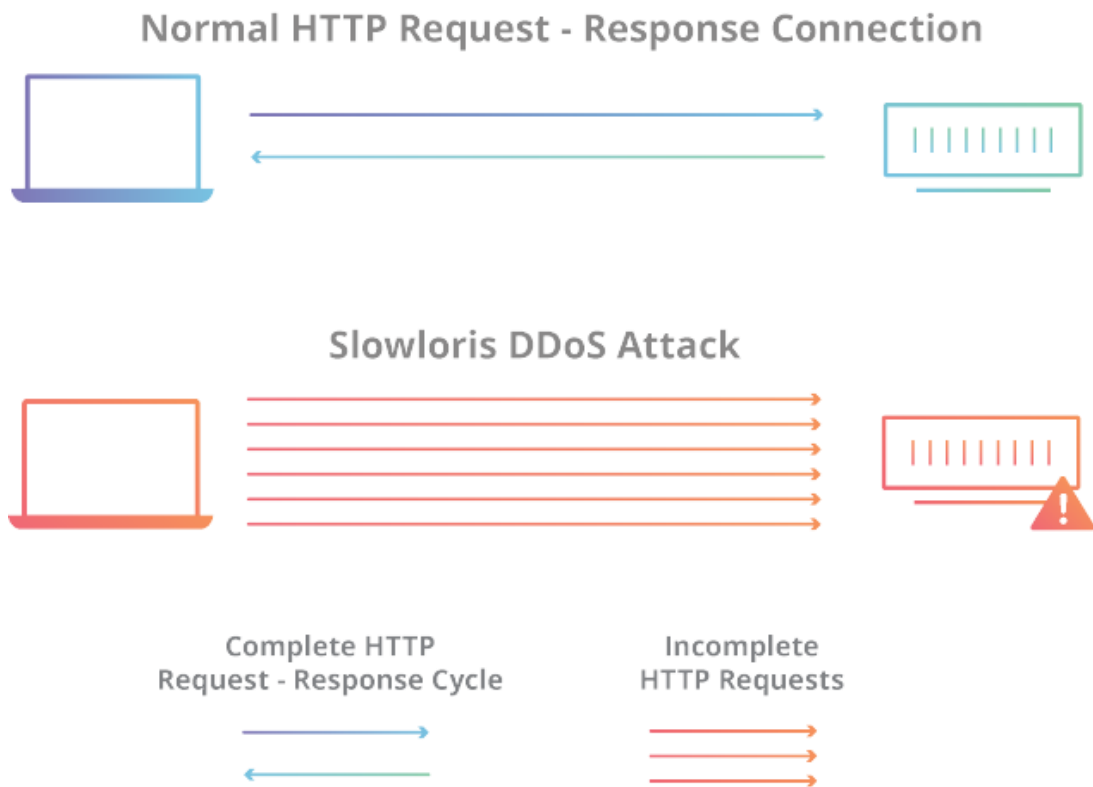 Normal HTTP Request - Response Connection
Slowloris DDoS Attack
Complete HTTP
Request - Response Cycle
Incomplete
HTTP Requests